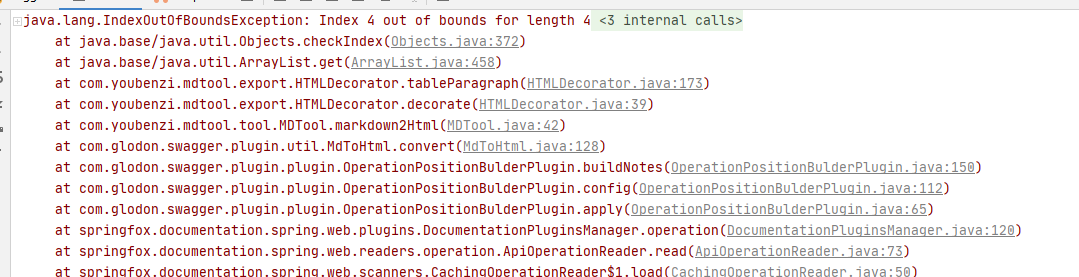 java.lang.IndexOutOfBoundsException: Index 4 out of bounds for length 4 <3 internal calls>
at java.base/java.util.Objects.checkIndex(Objects.java:372)
at java.base/java.util.ArrayList.get(ArrayList.java:458)
at com.youbenzi.mdtool.export.HTMLDecorator.tableParagraph(HTMLDecorator.java:173)
at com.youbenzi.mdtool.export.HTMLDecorator.decorate(HTMLDecorator.java:39)
at com.youbenzi.mdtool.tool.MDTool.markdown2Html(MDTool.java:42)
at com.glodon.swagger.plugin.util.MdToHtml.convert(MdToHtml.java:128)
at com.glodon.swagger.plugin.plugin.OperationPositionBulderPlugin.buildNotes(OperationPositionBulderPlugin.java:150)
at com.glodon.swagger.plugin.plugin.OperationPositionBulderPlugin.config(OperationPositionBulderPlugin.java:112)
at com.glodon.swagger.plugin.plugin.OperationPositionBulderPlugin.apply(OperationPositionBulderPlugin.java:65)
at springfox.documentation.spring.web.plugins.DocumentationPluginsManager.operation(DocumentationPluginsManager.java:120)
at springfox.documentation.spring.web.readers.operation.ApiOperationReader.read(ApiOperationReader.java:73)
at springfox.documentation.spring.web.scanners.CachingOperationReader$1.load(CachingOperationReader.java:50)